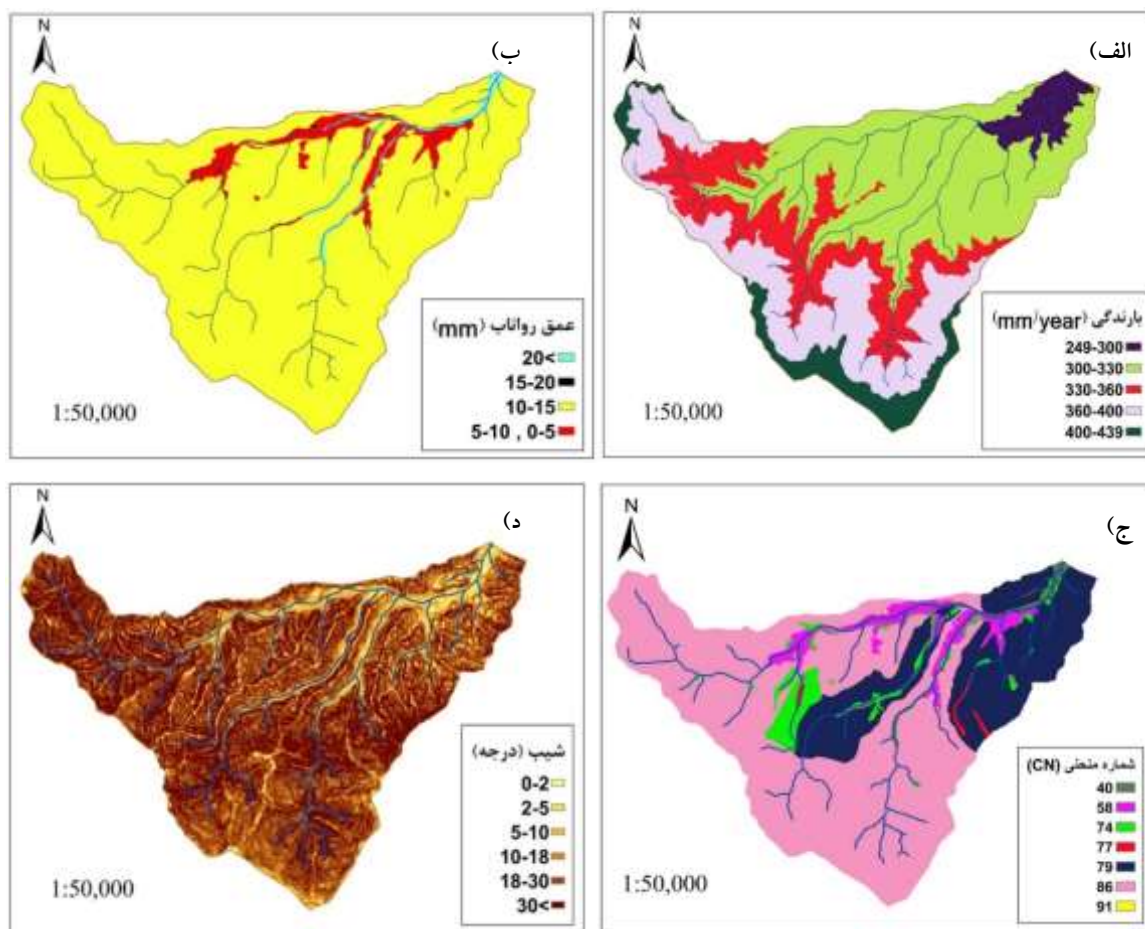 الف)
N
بارندگی (mm/year)
249-300
300-330
330-360
360-400
400-439
ب)
N
عمق رواناب (mm)
20<
15-20
10-15
5-10 , 0-5
1:50,000
ج)
N
شماره منحنی (CN)
40
58
74
77
79
86
91
1:50,000
د)
N
شیب (درجه)
0-2
2-5
5-10
10-18
18-30
30<
1:50,000